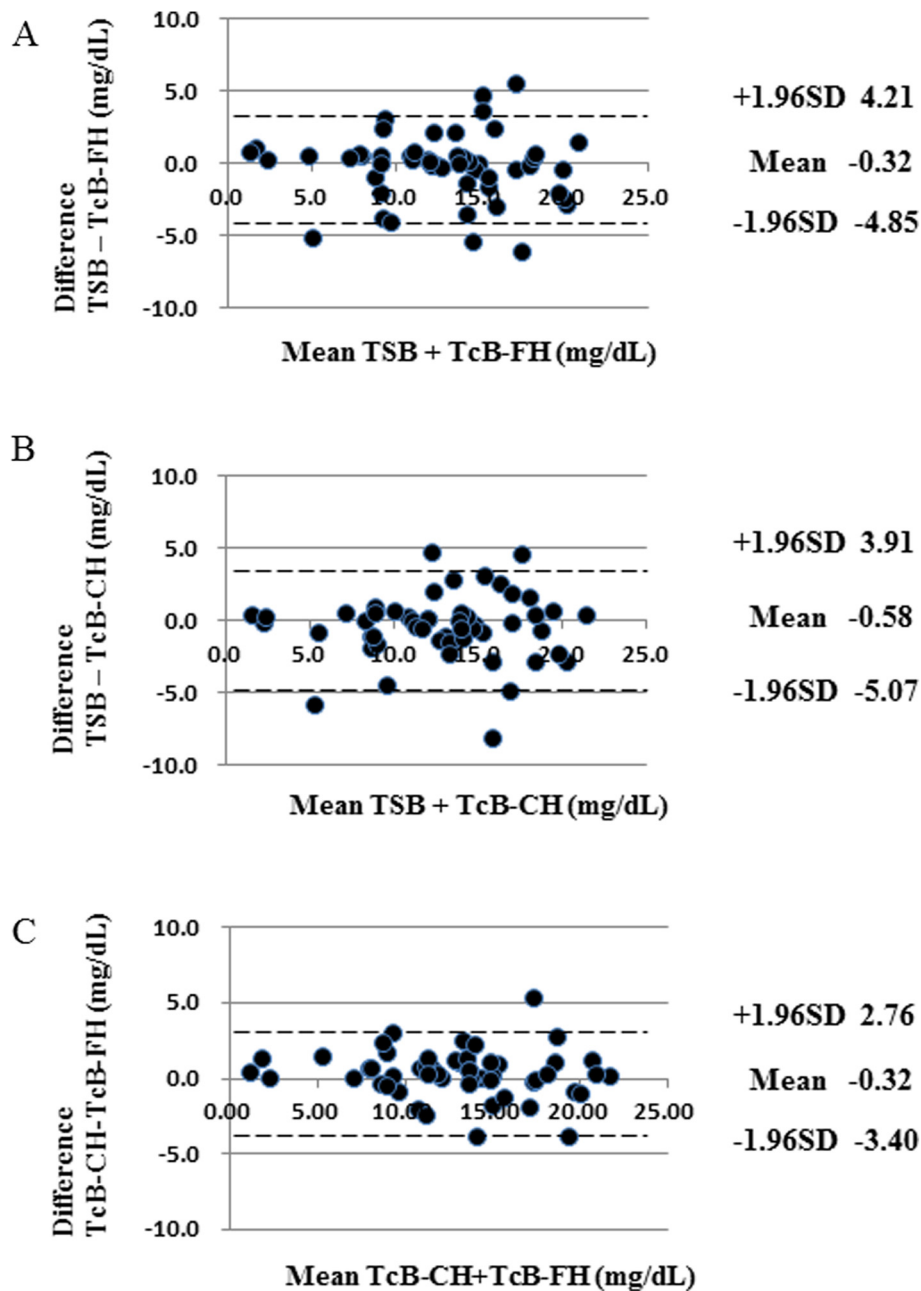 A
Difference
TSB – TcB-FH (mg/dL)
10.0
5.0
0.0
-5.0
-10.0
0.0
5.0
10.0
15.0
20.0
25.0
Mean TSB + TcB-FH (mg/dL)
+1.96SD 4.21
Mean -0.32
-1.96SD -4.85
B
Difference
TSB – TcB-CH (mg/dL)
10.0
5.0
0.0
-5.0
-10.0
0.0
5.0
10.0
15.0
20.0
25.0
Mean TSB + TcB-CH (mg/dL)
+1.96SD 3.91
Mean -0.58
-1.96SD -5.07
C
Difference
TcB-CH-TcB-FH (mg/dL)
10.0
5.0
0.0
-5.0
-10.0
0.00
5.00
10.00
15.00
20.00
25.00
Mean TcB-CH+TcB-FH (mg/dL)
+1.96SD 2.76
Mean -0.32
-1.96SD -3.40